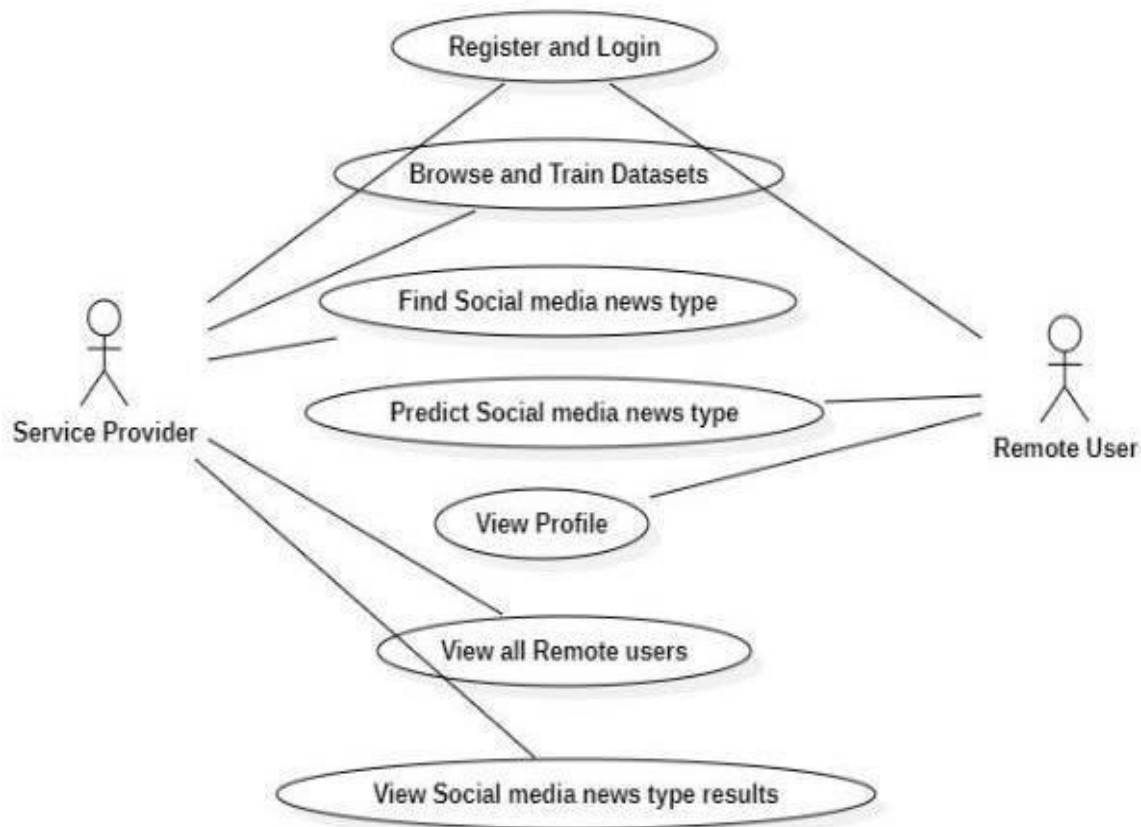 Register and Login
Browse and Train Datasets
Find Social media news type
Predict Social media news type
Service Provider
Remote User
View Profile
View all Remote users
View Social media news type results